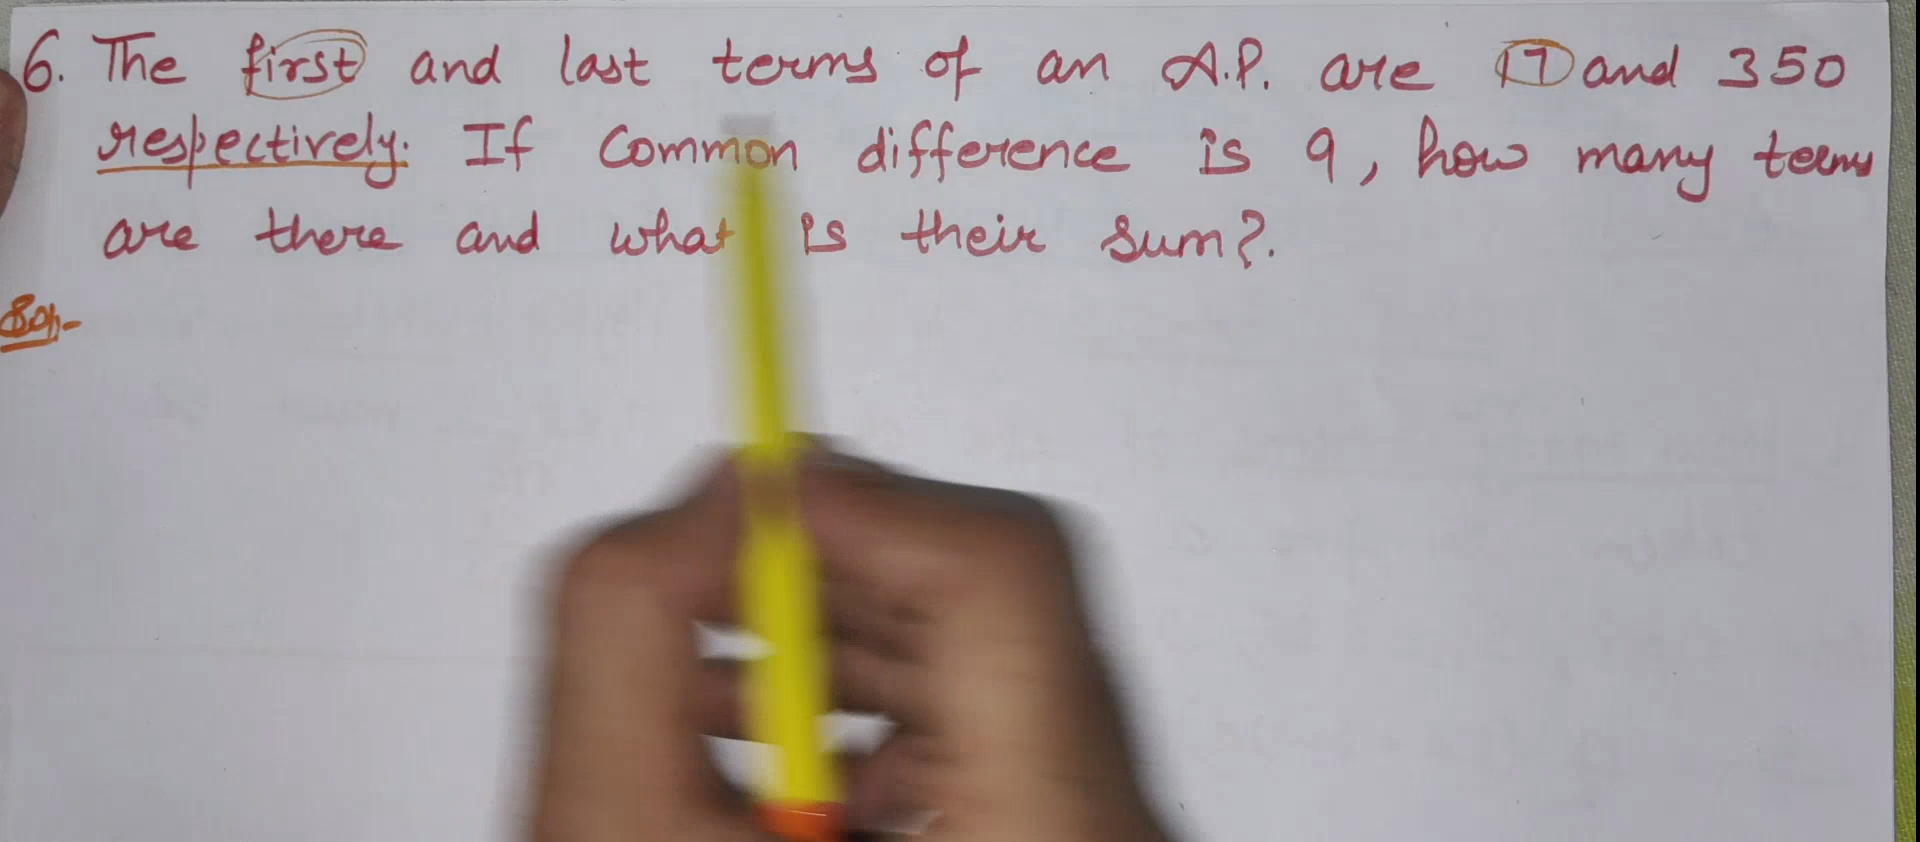 6. The first and last terms of an A.P. are 17 and 350
respectively. If Common difference is 9, how many terms
are there and what is their sum?.
Sol:-